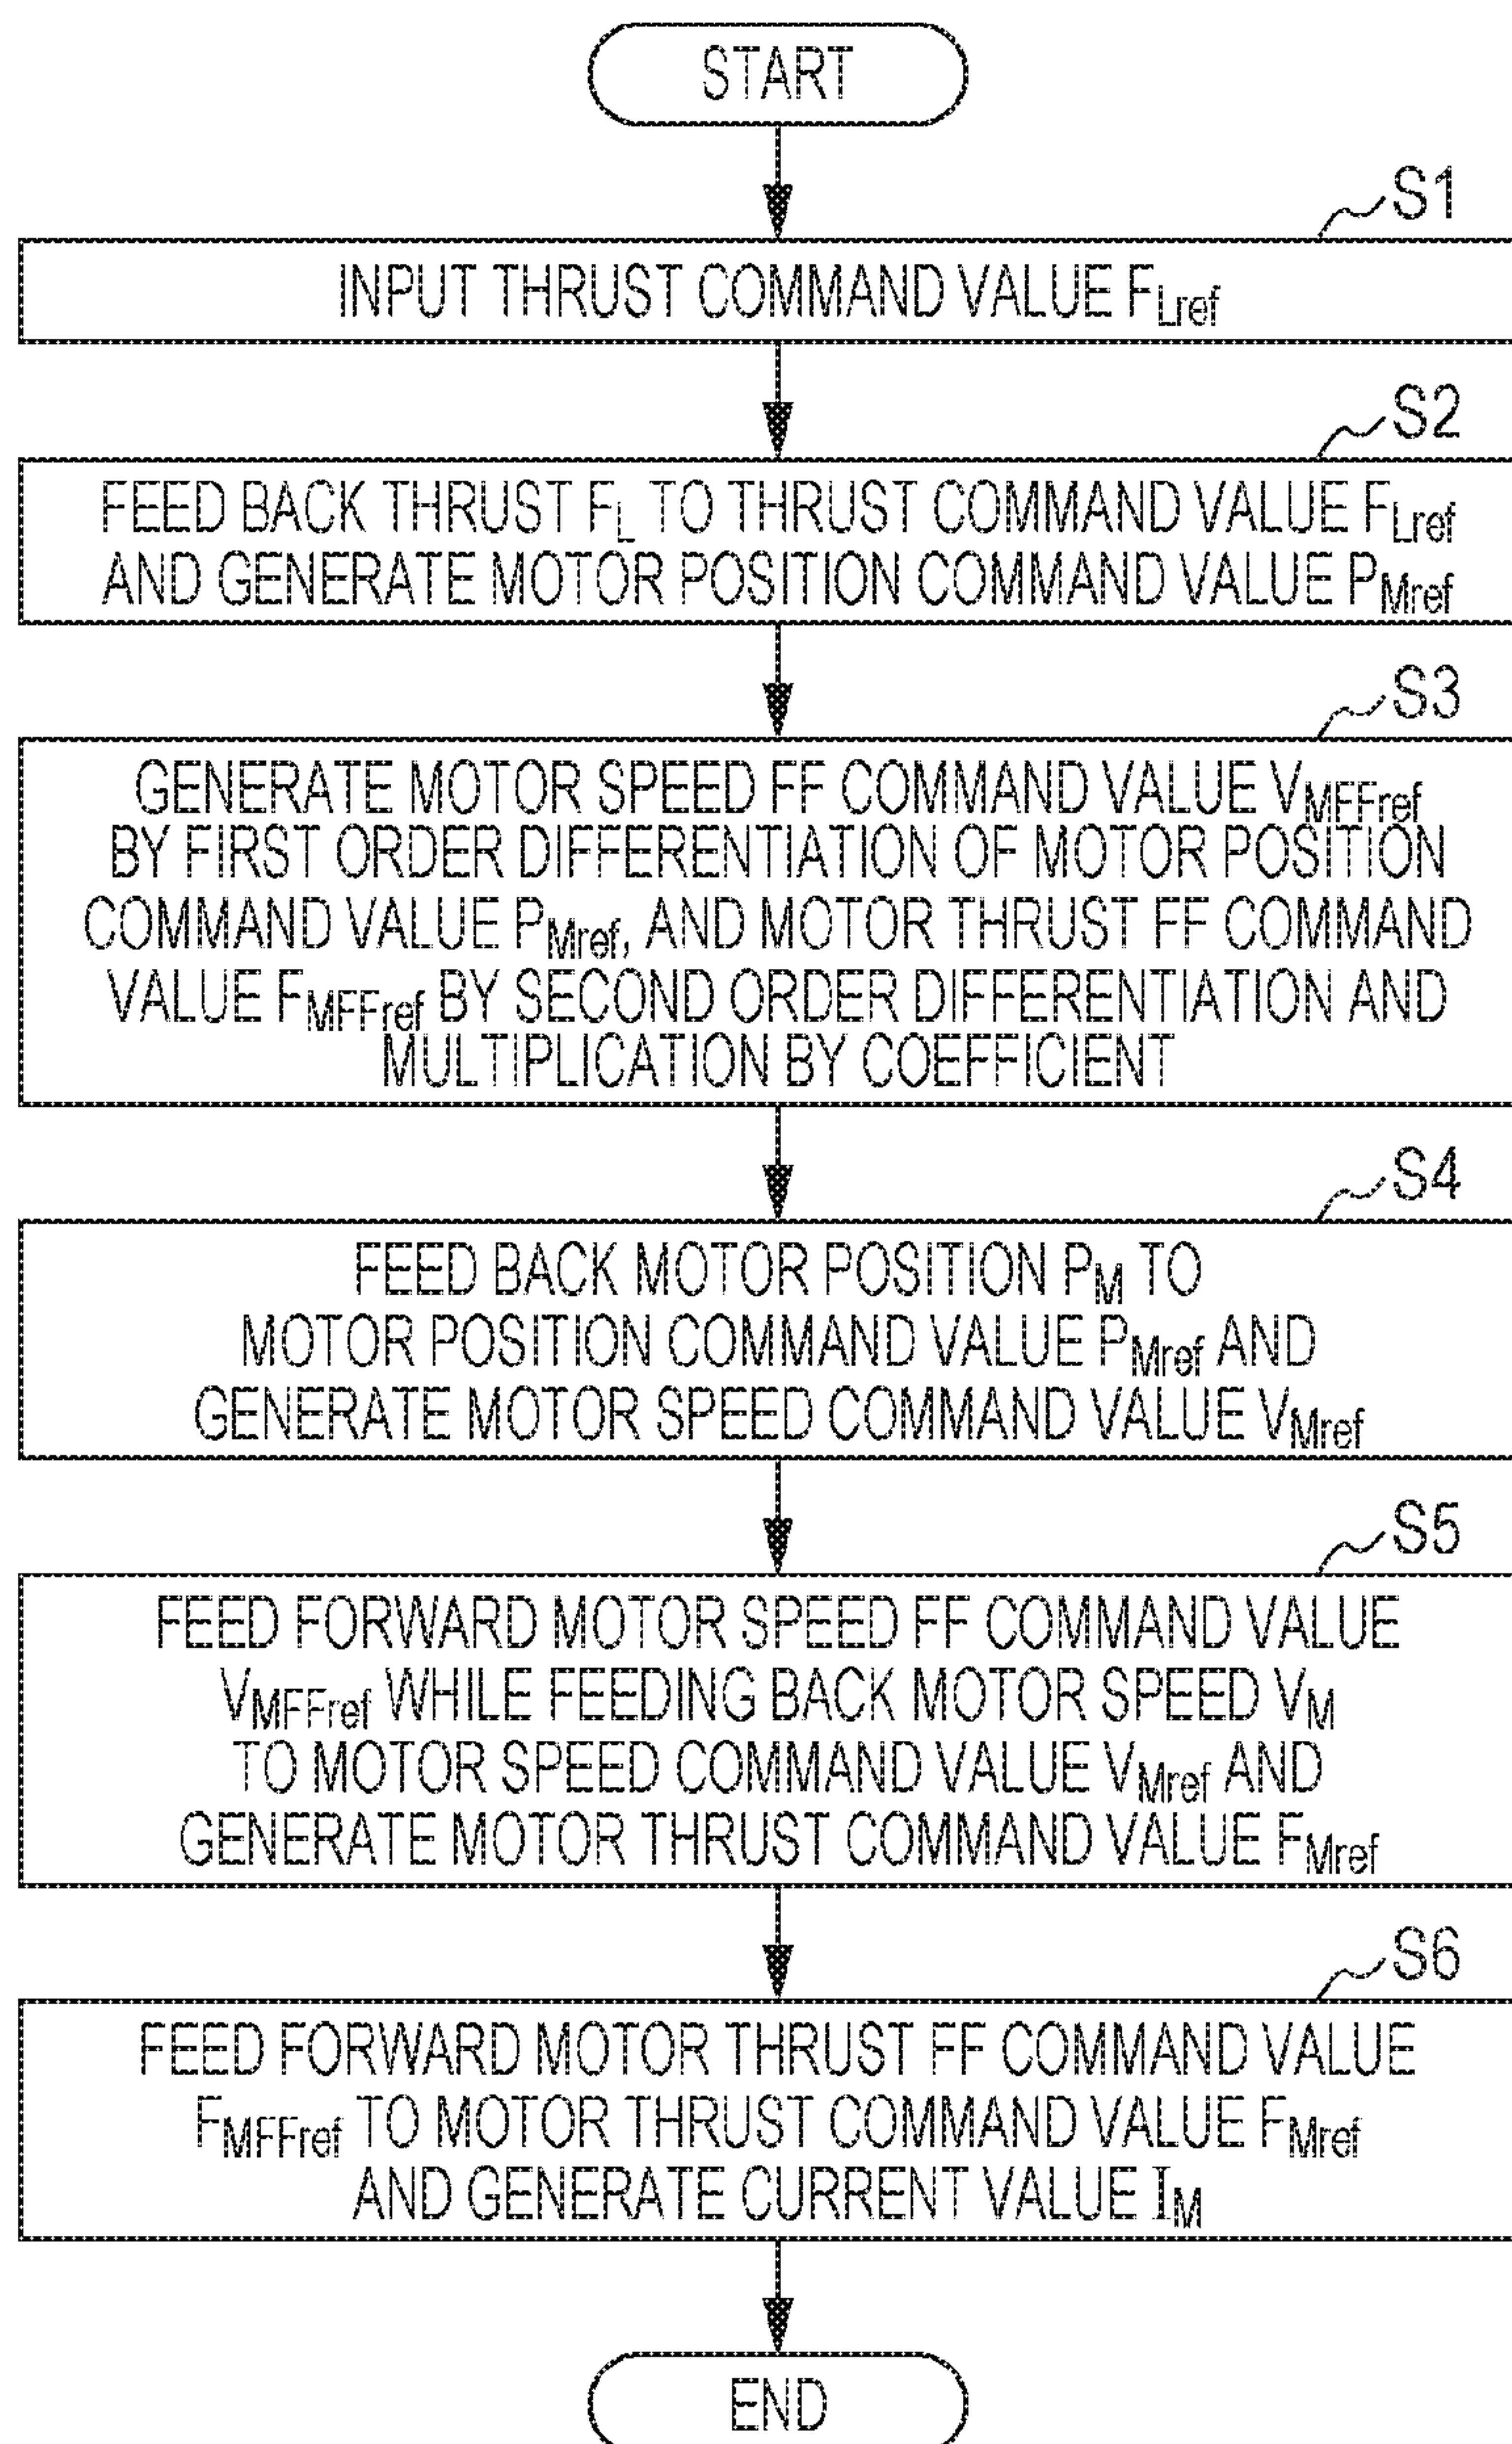 START
S1
INPUT THRUST COMMAND VALUE FLref
S2
FEED BACK THRUST FL TO THRUST COMMAND VALUE FLref
AND GENERATE MOTOR POSITION COMMAND VALUE PMref
S3
GENERATE MOTOR SPEED FF COMMAND VALUE VMFFref
BY FIRST ORDER DIFFERENTIATION OF MOTOR POSITION
COMMAND VALUE PMref, AND MOTOR THRUST FF COMMAND
VALUE FMFFref BY SECOND ORDER DIFFERENTIATION AND
MULTIPLICATION BY COEFFICIENT
S4
FEED BACK MOTOR POSITION PM TO
MOTOR POSITION COMMAND VALUE PMref AND
GENERATE MOTOR SPEED COMMAND VALUE VMref
S5
FEED FORWARD MOTOR SPEED FF COMMAND VALUE
VMFFref WHILE FEEDING BACK MOTOR SPEED VM
TO MOTOR SPEED COMMAND VALUE VMref AND
GENERATE MOTOR THRUST COMMAND VALUE FMref
S6
FEED FORWARD MOTOR THRUST FF COMMAND VALUE
FMFFref TO MOTOR THRUST COMMAND VALUE FMref
AND GENERATE CURRENT VALUE IM
END